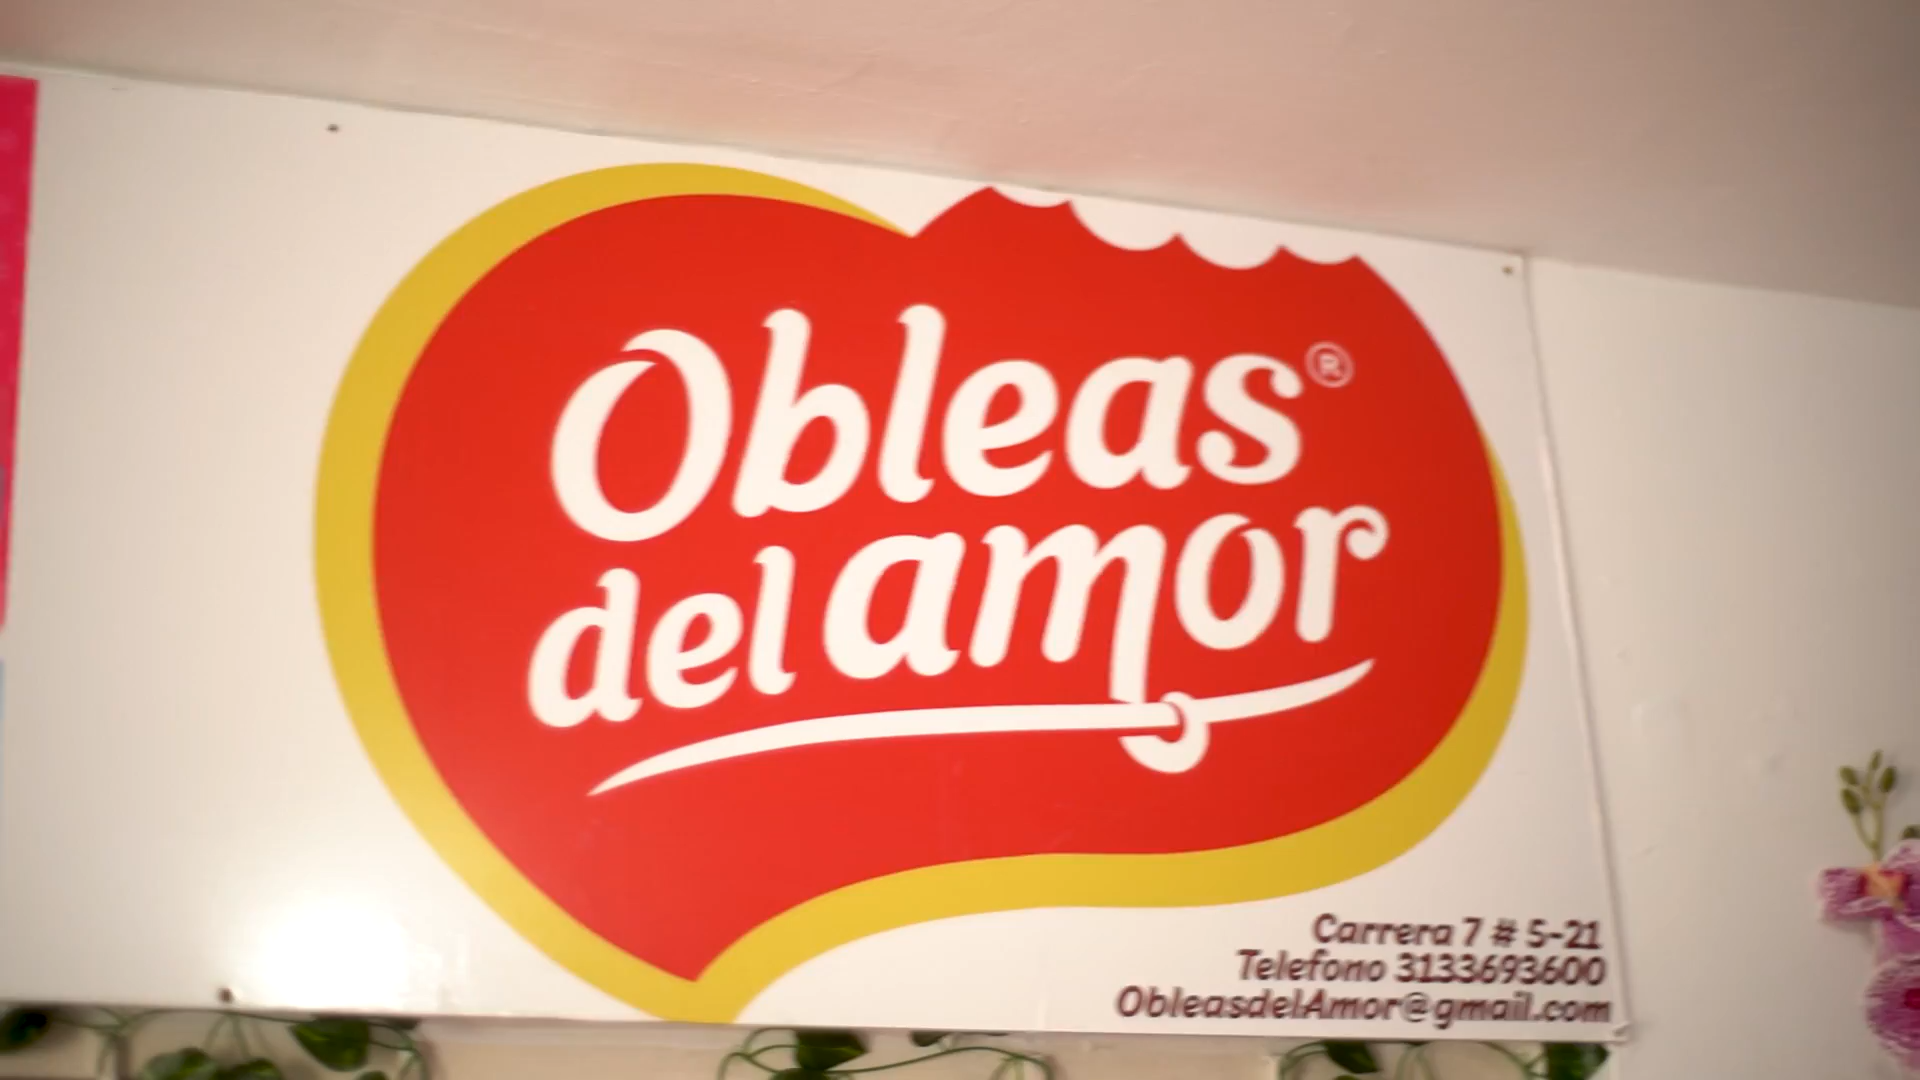 Obleas®
del amor
Carrera 7 # 5-21
Telefono 3133693600
ObleasdelAmor@gmail.com